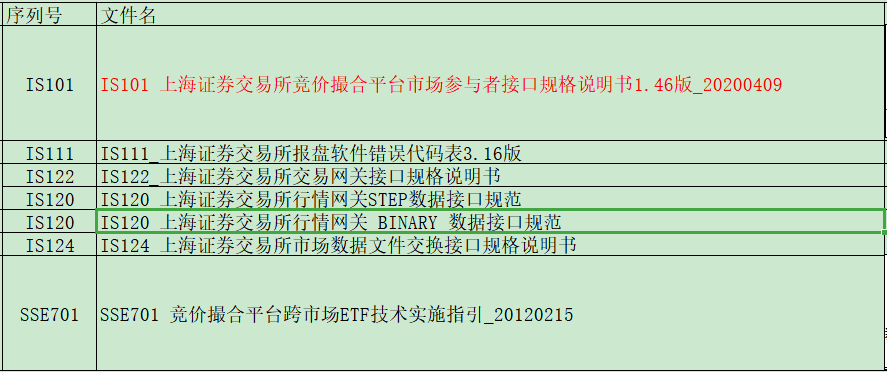 序列号 文件名
IS101 IS101 上海证券交易所竞价撮合平台市场参与者接口规格说明书1.46版_20200409
IS111 IS111_上海证券交易所报盘软件错误代码表3.16版
IS122 IS122_上海证券交易所交易网关接口规格说明书
IS120 IS120 上海证券交易所行情网关STEP数据接口规范
IS120 IS120 上海证券交易所行情网关 BINARY 数据接口规范
IS124 IS124 上海证券交易所市场数据文件交换接口规格说明书
SSE701 SSE701 竞价撮合平台跨市场ETF技术实施指引_20120215